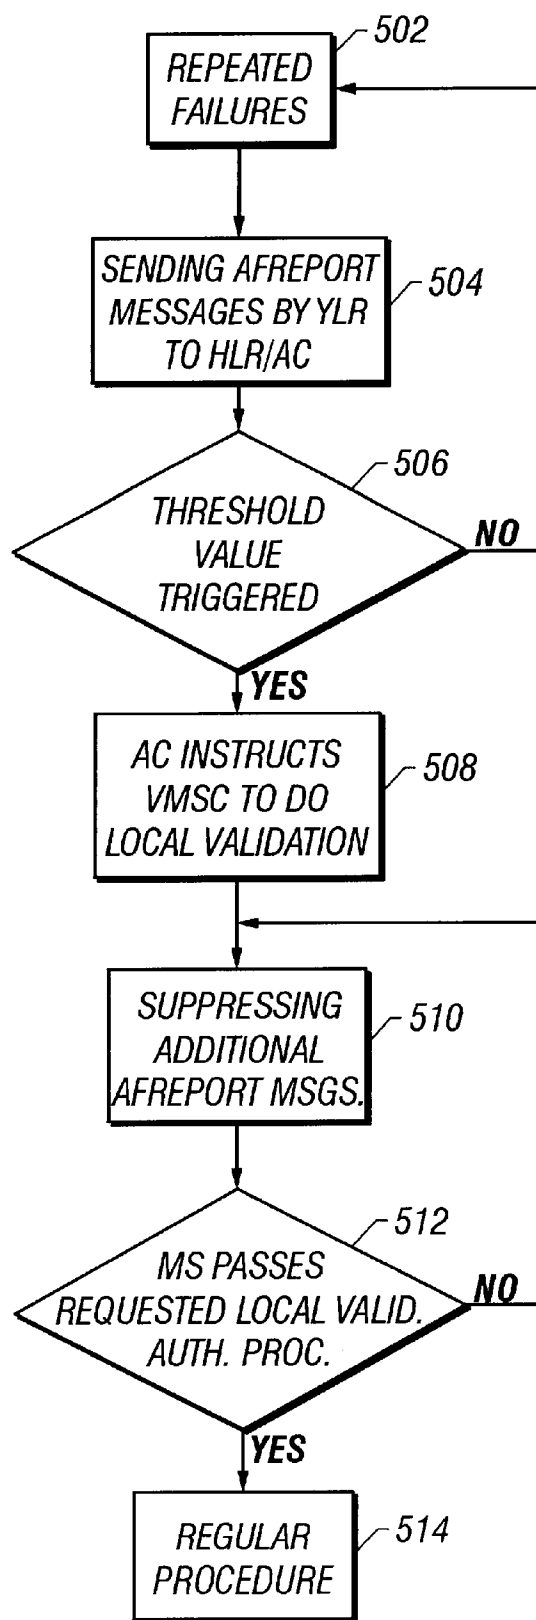 502
REPEATED
FAILURES
SENDING AFREPORT
MESSAGES BY YLR
TO HLR/AC
504
506
THRESHOLD
VALUE
TRIGGERED
NO
YES
AC INSTRUCTS
VMSC TO DO
LOCAL VALIDATION
508
SUPPRESSING
ADDITIONAL
AFREPORT MSGS.
510
512
MS PASSES
REQUESTED LOCAL VALID.
AUTH. PROC.
NO
YES
REGULAR
PROCEDURE
514